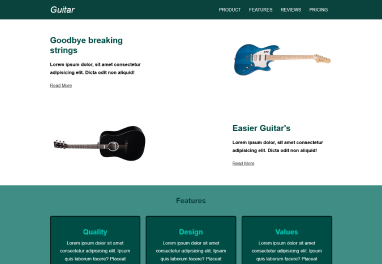 Guitar
PRODUCT FEATURES REVIEWS PRICING
Goodbye breaking
strings
Lorem ipsum dolor, sit amet consectetur
adipisicing elit. Dicta odit non aliquid!
Read More
Easier Guitar's
Lorem ipsum dolor, sit amet consectetur
adipisicing elit. Dicta odit non aliquid!
Read More
Features
Quality
Lorem ipsum dolor sit amet
consectetur adipisicing elit. Ipsum
quis laborum facere? Placeat
Design
Lorem ipsum dolor sit amet
consectetur adipisicing elit. Ipsum
quis laborum facere? Placeat
Values
Lorem ipsum dolor sit amet
consectetur adipisicing elit. Ipsum
quis laborum facere? Placeat